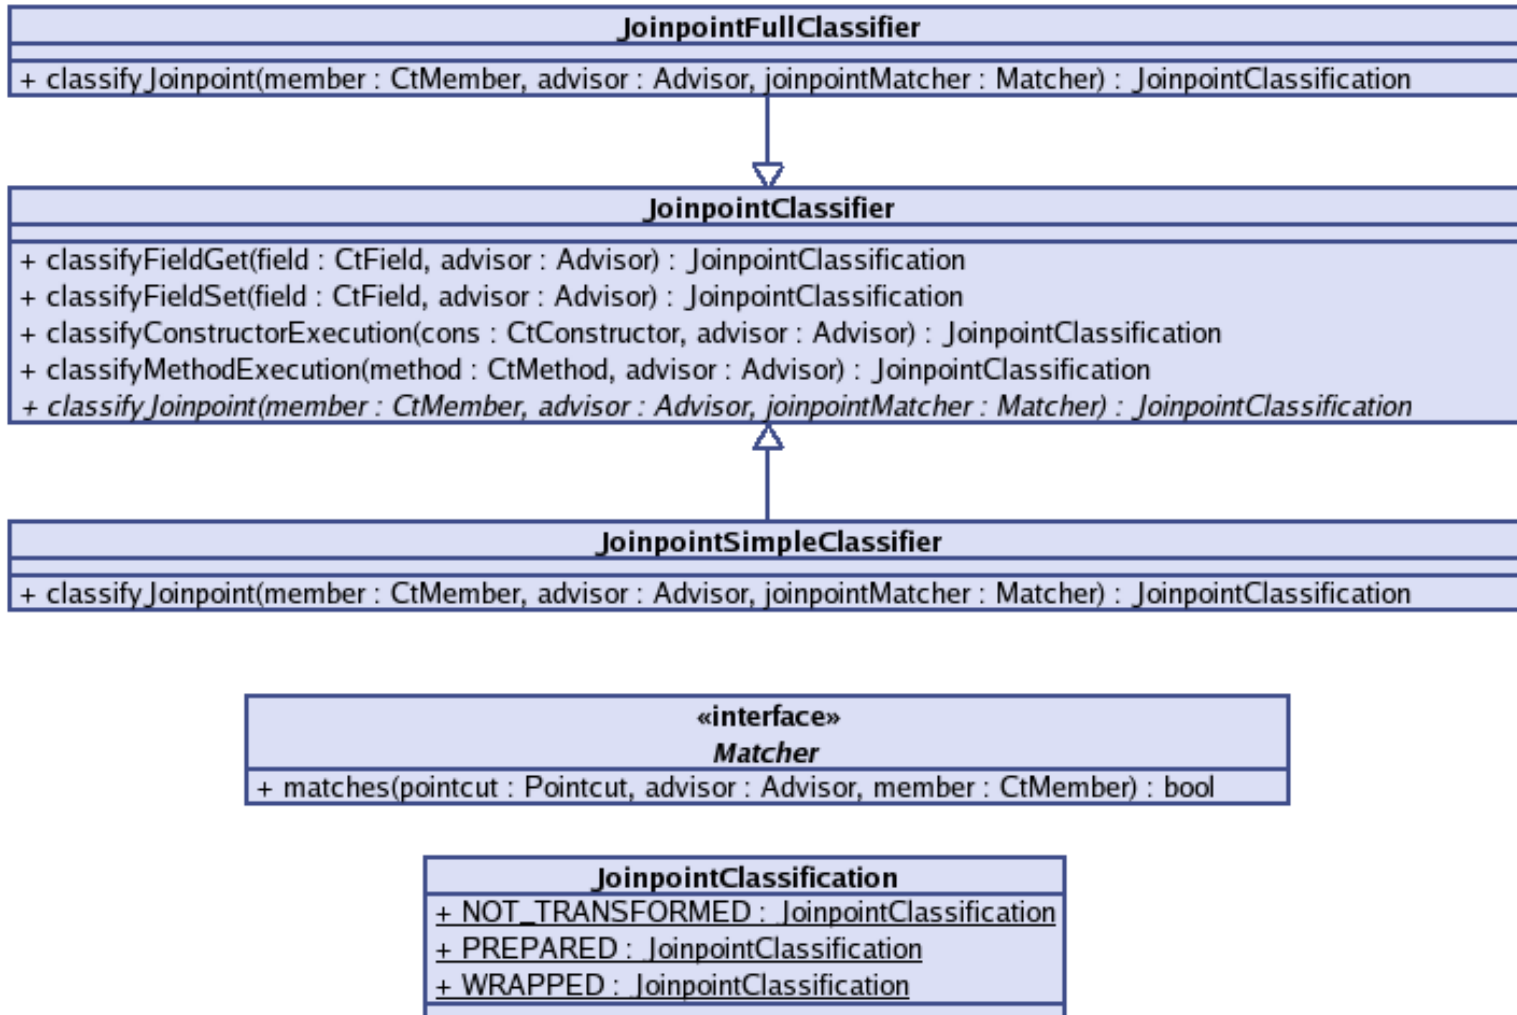 JoinpointFullClassifier
+ classifyJoinpoint(member : CtMember, advisor : Advisor, joinpointMatcher : Matcher) : JoinpointClassification
JoinpointClassifier
+ classifyFieldGet(field : CtField, advisor : Advisor) : JoinpointClassification
+ classifyFieldSet(field : CtField, advisor : Advisor) : JoinpointClassification
+ classifyConstructorExecution(cons : CtConstructor, advisor : Advisor) : JoinpointClassification
+ classifyMethodExecution(method : CtMethod, advisor : Advisor) : JoinpointClassification
+ classifyJoinpoint(member : CtMember, advisor : Advisor, joinpointMatcher : Matcher) : JoinpointClassification
JoinpointSimpleClassifier
+ classifyJoinpoint(member : CtMember, advisor : Advisor, joinpointMatcher : Matcher) : JoinpointClassification
«interface»
Matcher
+ matches(pointcut : Pointcut, advisor : Advisor, member : CtMember) : bool
JoinpointClassification
+ NOT_TRANSFORMED : JoinpointClassification
+ PREPARED : JoinpointClassification
+ WRAPPED : JoinpointClassification